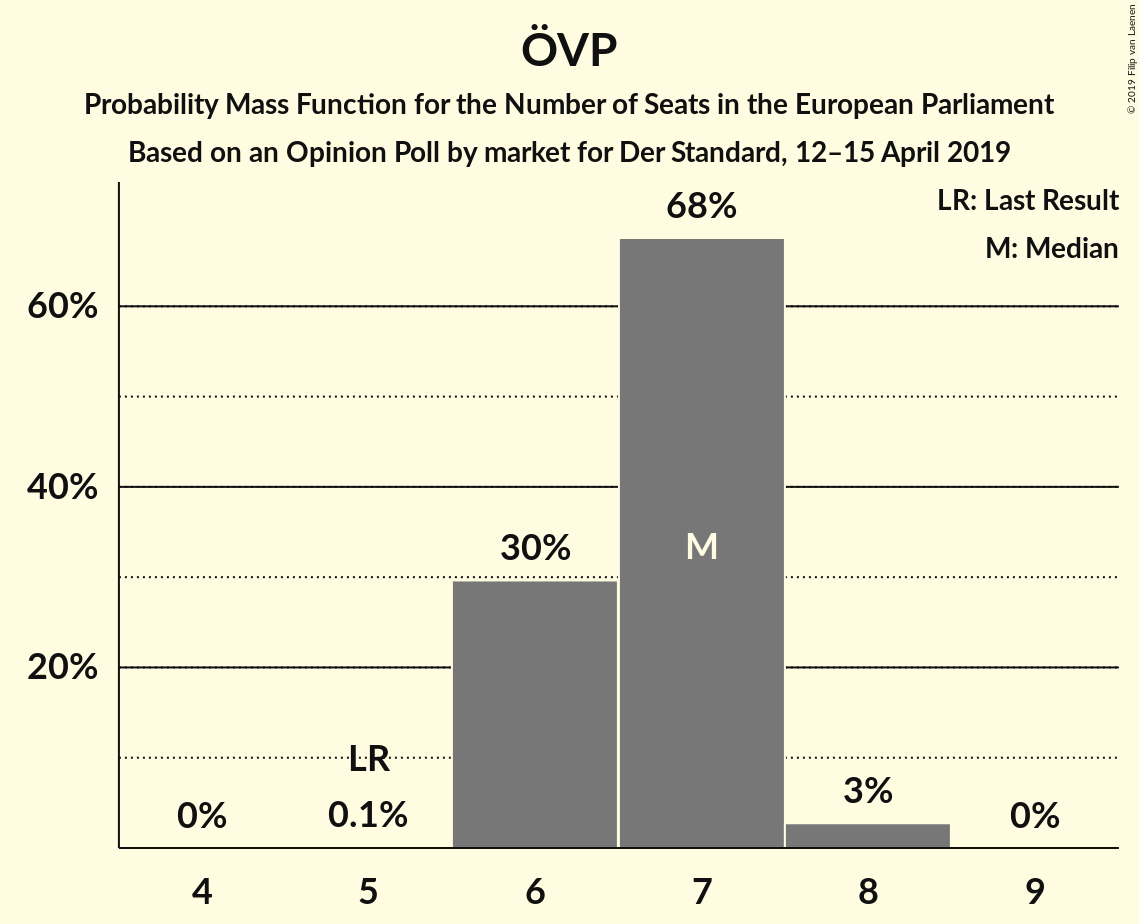 ÖVP
Probability Mass Function for the Number of Seats in the European Parliament
Based on an Opinion Poll by market for Der Standard, 12–15 April 2019
© 2019 Filip van Laenen
LR: Last Result
M: Median
68%
60%
40%
30%
M
20%
LR
0%
0.1%
3%
0%
4
5
6
7
8
9